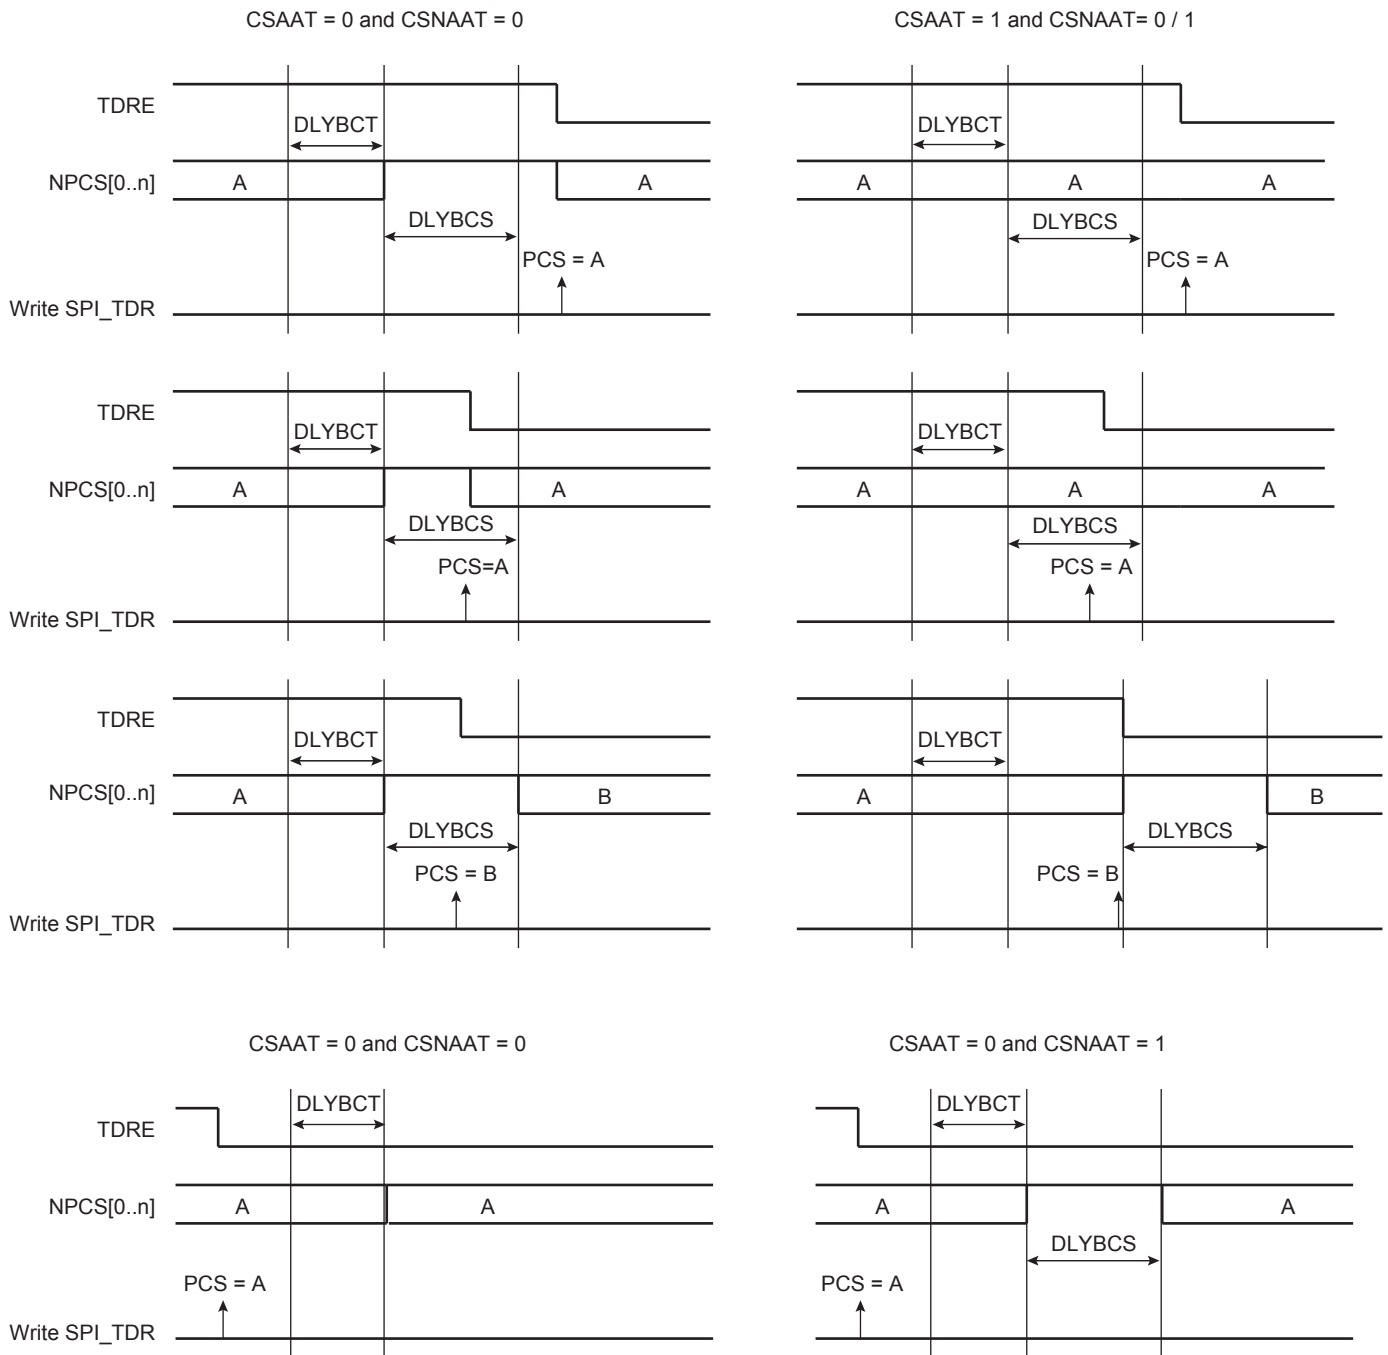 CSAAT = 0 and CSNAAT = 0
CSAAT = 1 and CSNAAT= 0 / 1
TDRE
DLYBCT
DLYBCT
NPCS[0..n]
A
A
A
A
A
DLYBCS
DLYBCS
PCS = A
PCS = A
Write SPI_TDR
TDRE
DLYBCT
DLYBCT
NPCS[0..n]
A
A
A
A
A
DLYBCS
DLYBCS
PCS=A
PCS = A
Write SPI_TDR
TDRE
DLYBCT
DLYBCT
NPCS[0..n]
A
B
A
B
DLYBCS
DLYBCS
PCS = B
PCS = B
Write SPI_TDR
CSAAT = 0 and CSNAAT = 0
CSAAT = 0 and CSNAAT = 1
DLYBCT
DLYBCT
TDRE
NPCS[0..n]
A
A
A
A
DLYBCS
PCS = A
PCS = A
Write SPI_TDR